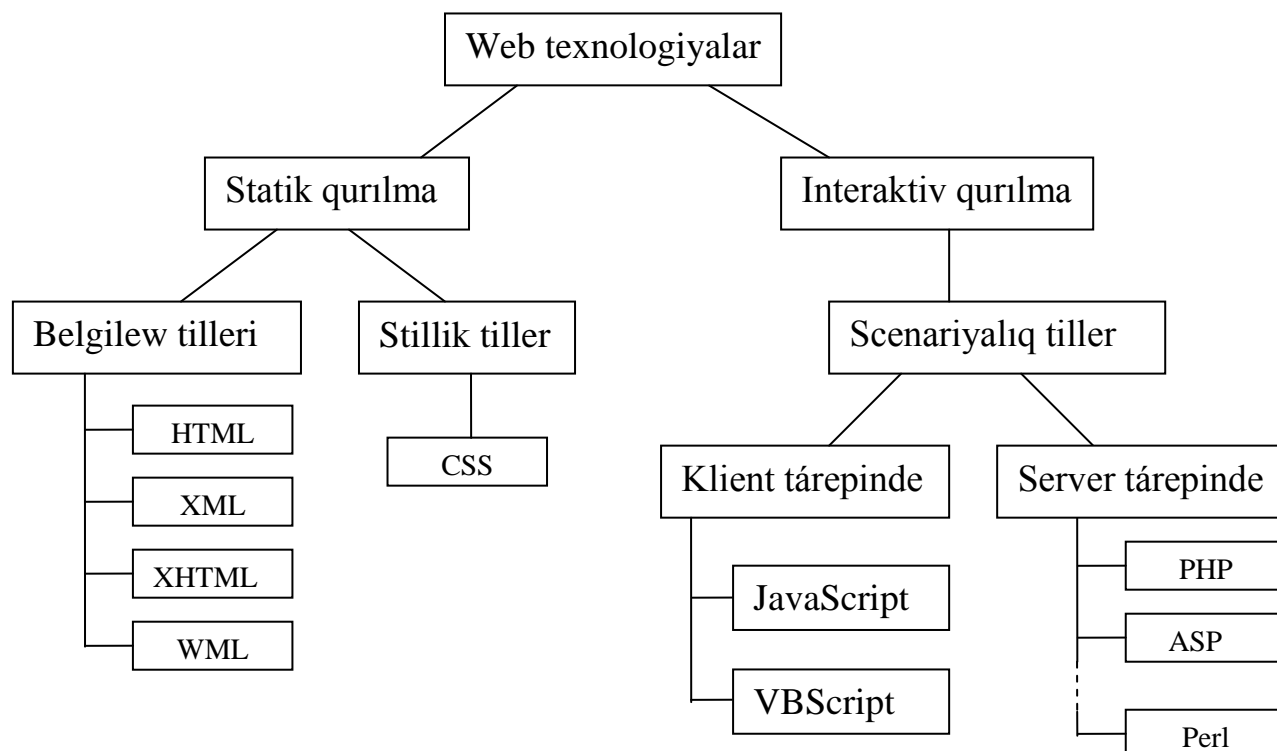 Web texnologiyalar
Statik qurılma
Interaktiv qurılma
Belgilew tilleri
Stillik tiller
Scenariyalıq tiller
HTML
XML
XHTML
WML
CSS
Klient tárepinde
Server tárepinde
JavaScript
VBScript
PHP
ASP
Perl